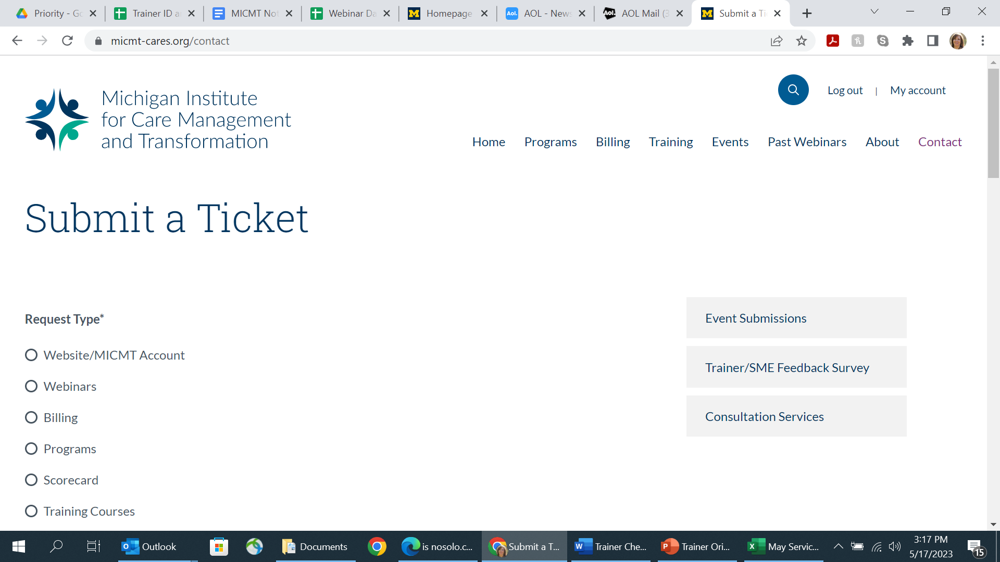 Priority - Go
Trainer ID a
MICMT Not
Webinar Da
Homepage
Aol.
AOL - News
Aol.
AOL Mail (3
Submit a Ti
micmt-cares.org/contact
Michigan Institute
for Care Management
and Transformation
Log out | My account
Home Programs Billing Training Events Past Webinars About Contact
Submit a Ticket
Request Type*
Website/MICMT Account
Webinars
Billing
Programs
Scorecard
Training Courses
Event Submissions
Trainer/SME Feedback Survey
Consultation Services
Outlook
Documents
is nosolo.c...
Submit a T...
Trainer Che...
Trainer Ori...
May Servic...
3:17 PM
5/17/2023
15